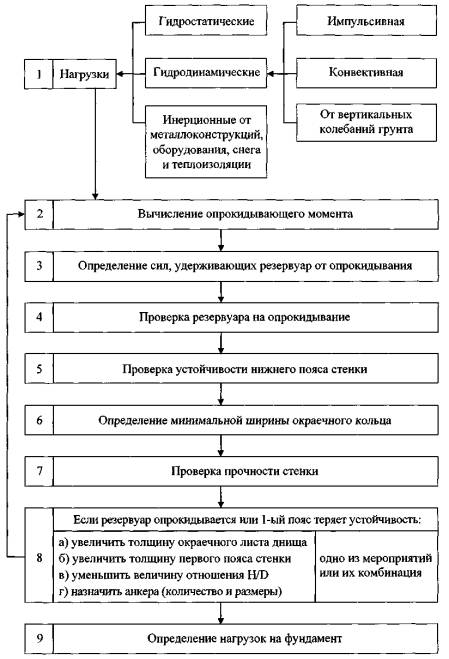 Гидростатические
Импульсивная
1
Нагрузки
Гидродинамические
Конвективная
Инерционные от
металлоконструкций,
оборудования, снега
и теплоизоляции
От вертикальных
колебаний грунта
2
Вычисление опрокидывающего момента
3
Определение сил, удерживающих резервуар от опрокидывания
4
Проверка резервуара на опрокидывание
5
Проверка устойчивости нижнего пояса стенки
6
Определение минимальной ширины окраечного кольца
7
Проверка прочности стенки
8
Если резервуар опрокидывается или 1-ый пояс теряет устойчивость:
а) увеличить толщину окраечного листа днища
б) увеличить толщину первого пояса стенки
в) уменьшить величину отношения H/D
г) назначить анкера (количество и размеры)
одно из мероприятий
или их комбинация
9
Определение нагрузок на фундамент